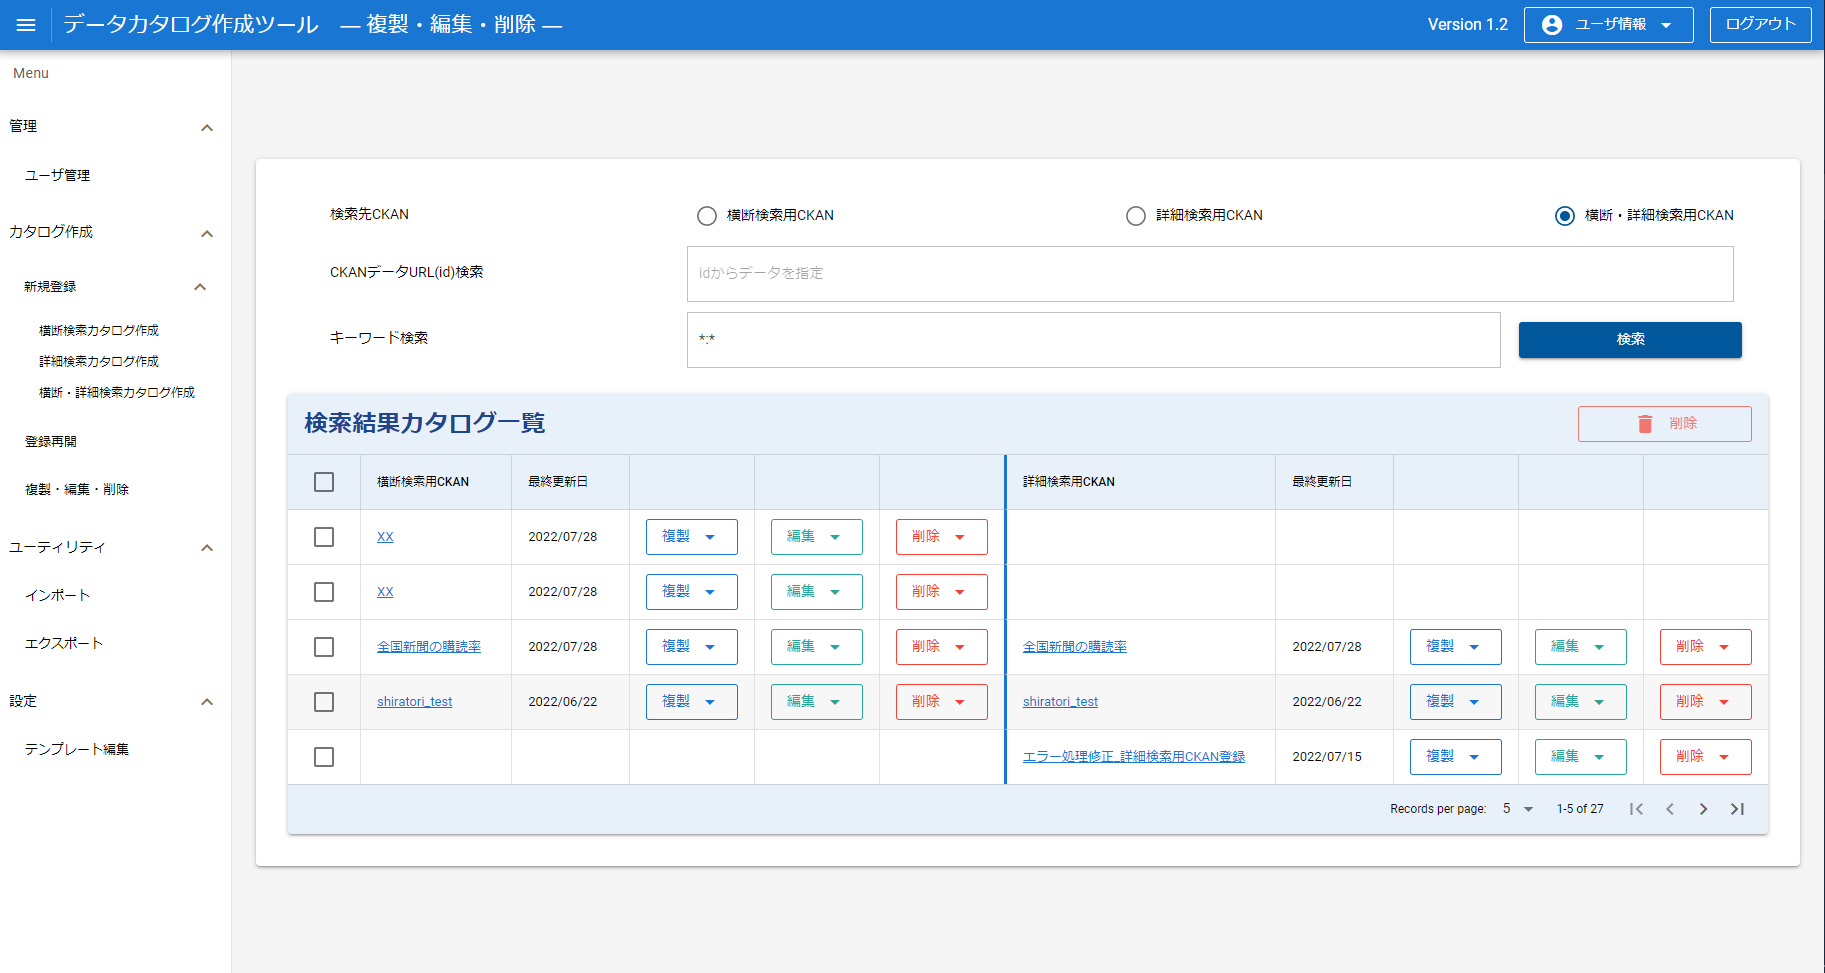 データカタログ作成ツール — 複製・編集・削除 —
Version 1.2
ユーザ情報
ログアウト
Menu
管理
ユーザ管理
カタログ作成
新規登録
横断検索カタログ作成
詳細検索カタログ作成
横断・詳細検索カタログ作成
登録再開
複製・編集・削除
ユーティリティ
インポート
エクスポート
設定
テンプレート編集
検索先CKAN 横断検索用CKAN 詳細検索用CKAN 横断・詳細検索用CKAN
CKANデータURL(id)検索 idからデータを指定
キーワード検索 *:* 検索
検索結果カタログ一覧 削除
横断検索用CKAN 最終更新日 詳細検索用CKAN 最終更新日
XX 2022/07/28 複製 編集 削除
XX 2022/07/28 複製 編集 削除
全国新聞の購読率 2022/07/28 複製 編集 削除 全国新聞の購読率 2022/07/28 複製 編集 削除
shiratori_test 2022/06/22 複製 編集 削除 shiratori_test 2022/06/22 複製 編集 削除
エラー処理修正_詳細検索用CKAN登録 2022/07/15 複製 編集 削除
Records per page: 5 1-5 of 27